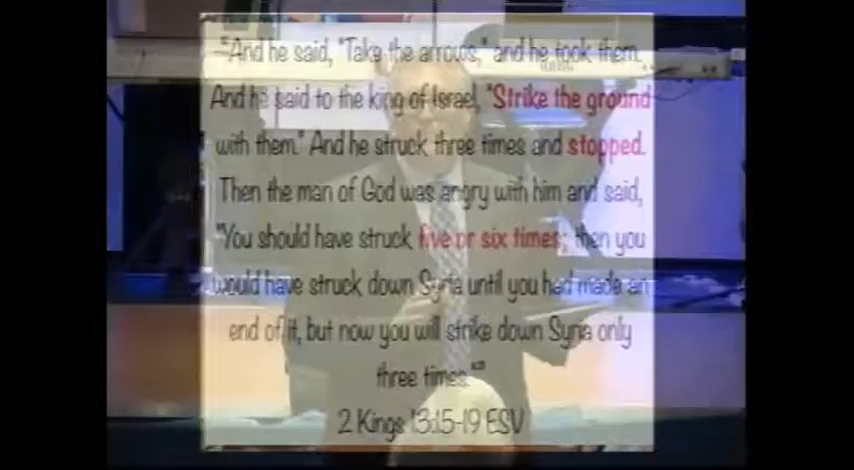 "And he said, "Take the arrows," and he took them.
And he said to the king of Israel, "Strike the ground
with them." And he struck three times and stopped.
Then the man of God was angry with him and said,
"You should have struck five or six times; then you
would have struck down Syria until you had made an
end of it, but now you will strike down Syria only
three times.""
2 Kings 13:15-19 ESV